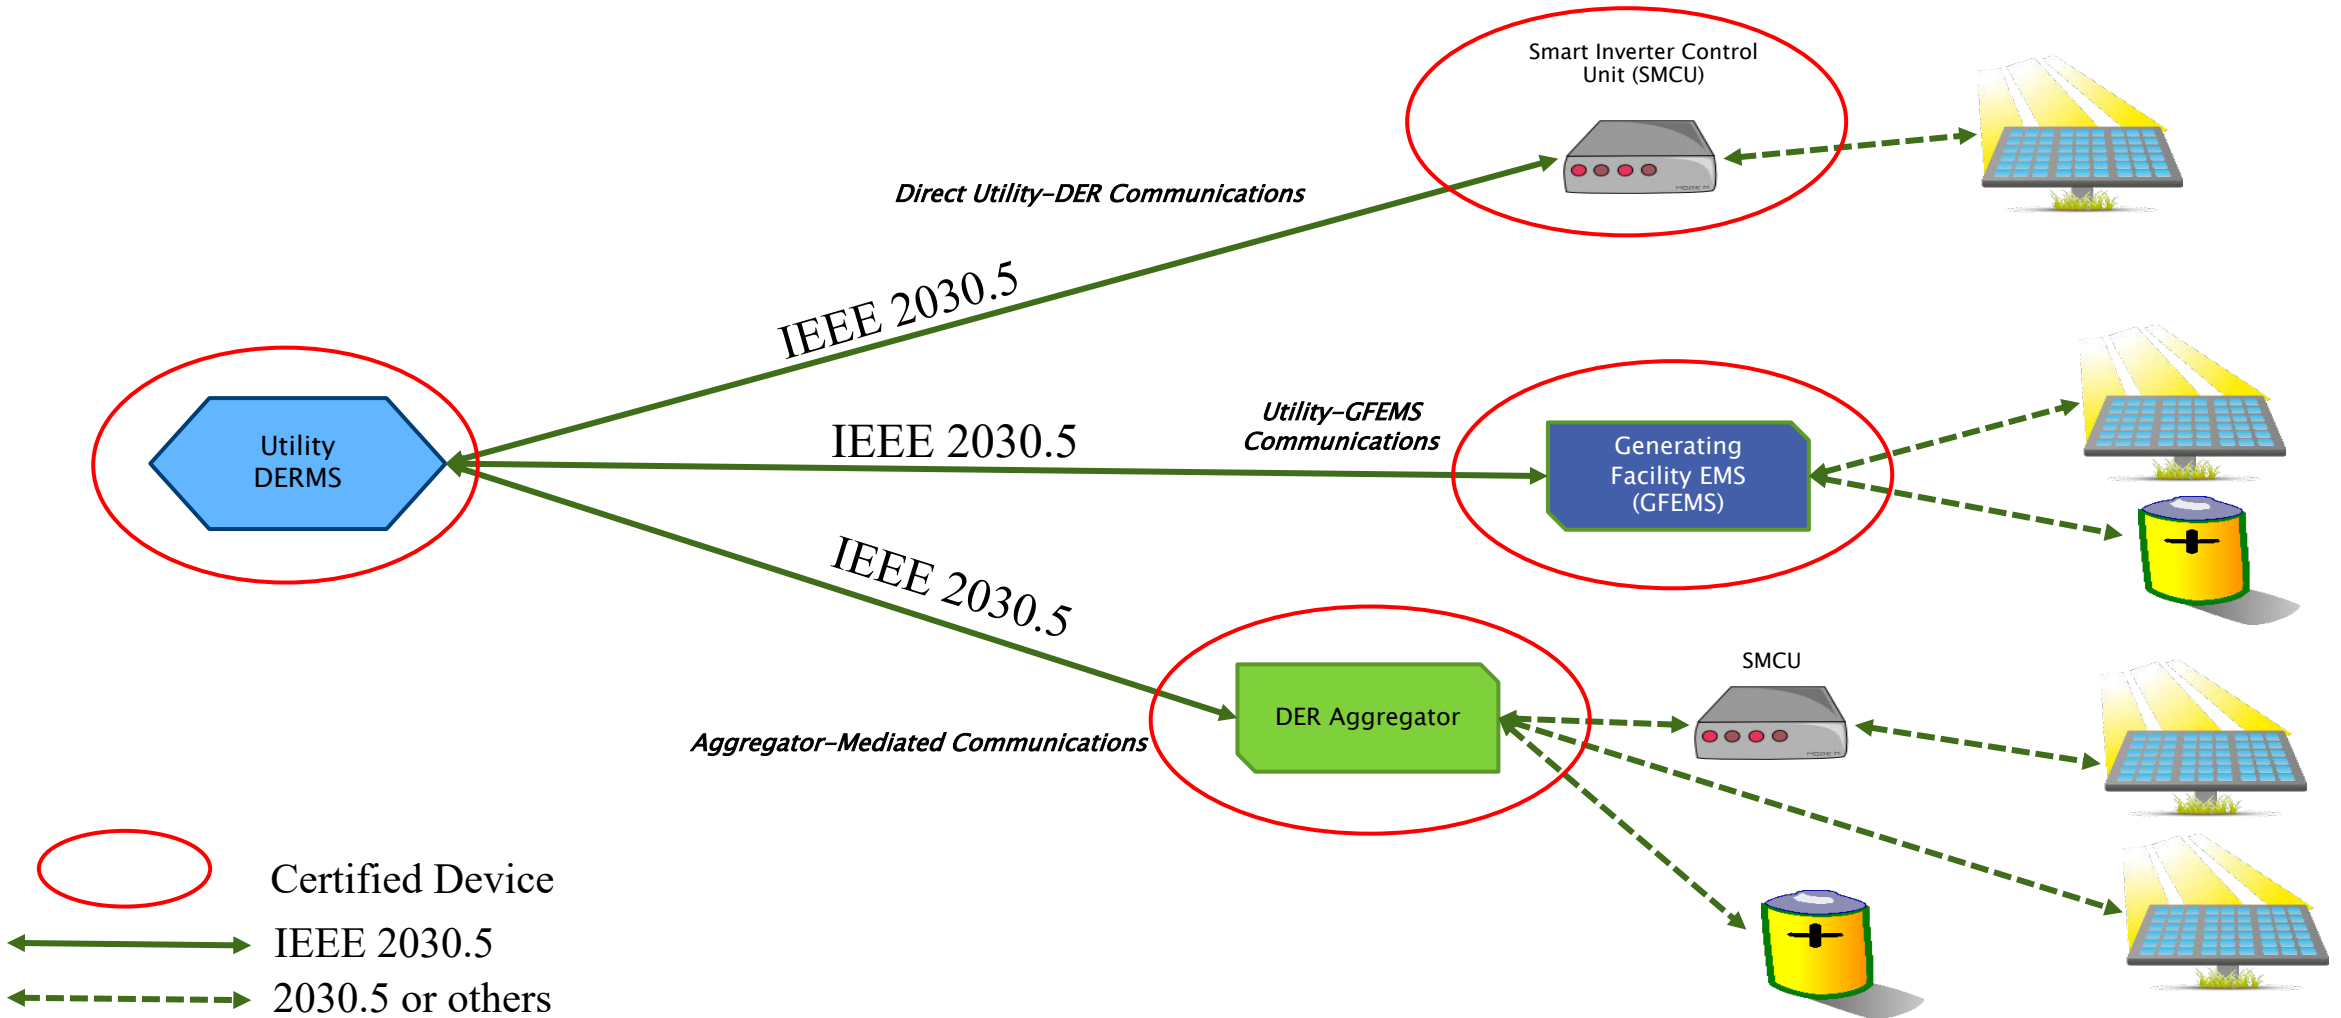 Smart Inverter Control
Unit (SMCU)
MODEM
Direct Utility-DER Communications
IEEE 2030.5
Utility-GFEMS
Communications
IEEE 2030.5
Utility
DERMS
Generating
Facility EMS
(GFEMS)
IEEE 2030.5
SMCU
MODEM
DER Aggregator
Aggregator-Mediated Communications
Certified Device
IEEE 2030.5
2030.5 or others